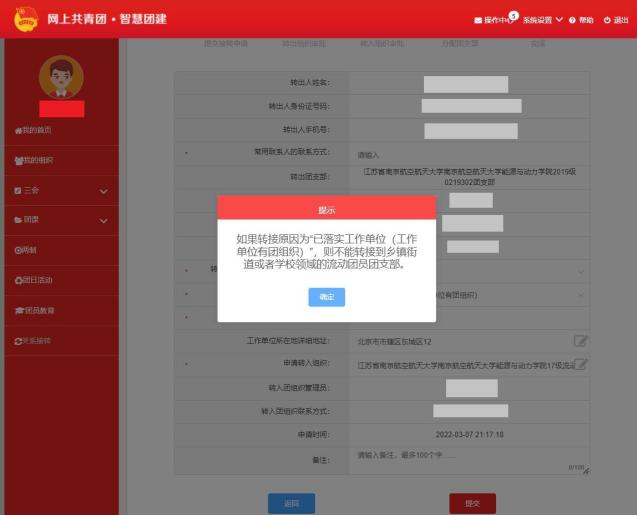 网上共青团·智慧团建
操作中心
5
系统设置
帮助
退出
提交接转申请 转出组织审批 转入组织审批 分配团支部 完成
我的首页
我的组织
三会
团课
两制
团日活动
团员教育
关系接转
转出人姓名：
转出人身份证号码：
转出人手机号：
* 常用联系人的联系方式： 请输入
转出团支部： 江苏省南京航空航天大学南京航空航天大学能源与动力学院2019级
0219302团支部
提示
如果转接原因为“已落实工作单位（工作
单位有团组织）”，则不能转接到乡镇街
道或者学校领域的流动团员团支部。
确定
* 转
* 位有团组织）
*
工作单位所在地详细地址： 北京市市辖区东城区12
* 申请转入组织： 江苏省南京航空航天大学南京航空航天大学能源与动力学院17级流动
转入团组织管理员：
转入团组织联系方式：
申请时间： 2022-03-07 21:17:18
备注： 请输入备注，最多100个字……
0/100
返回 提交